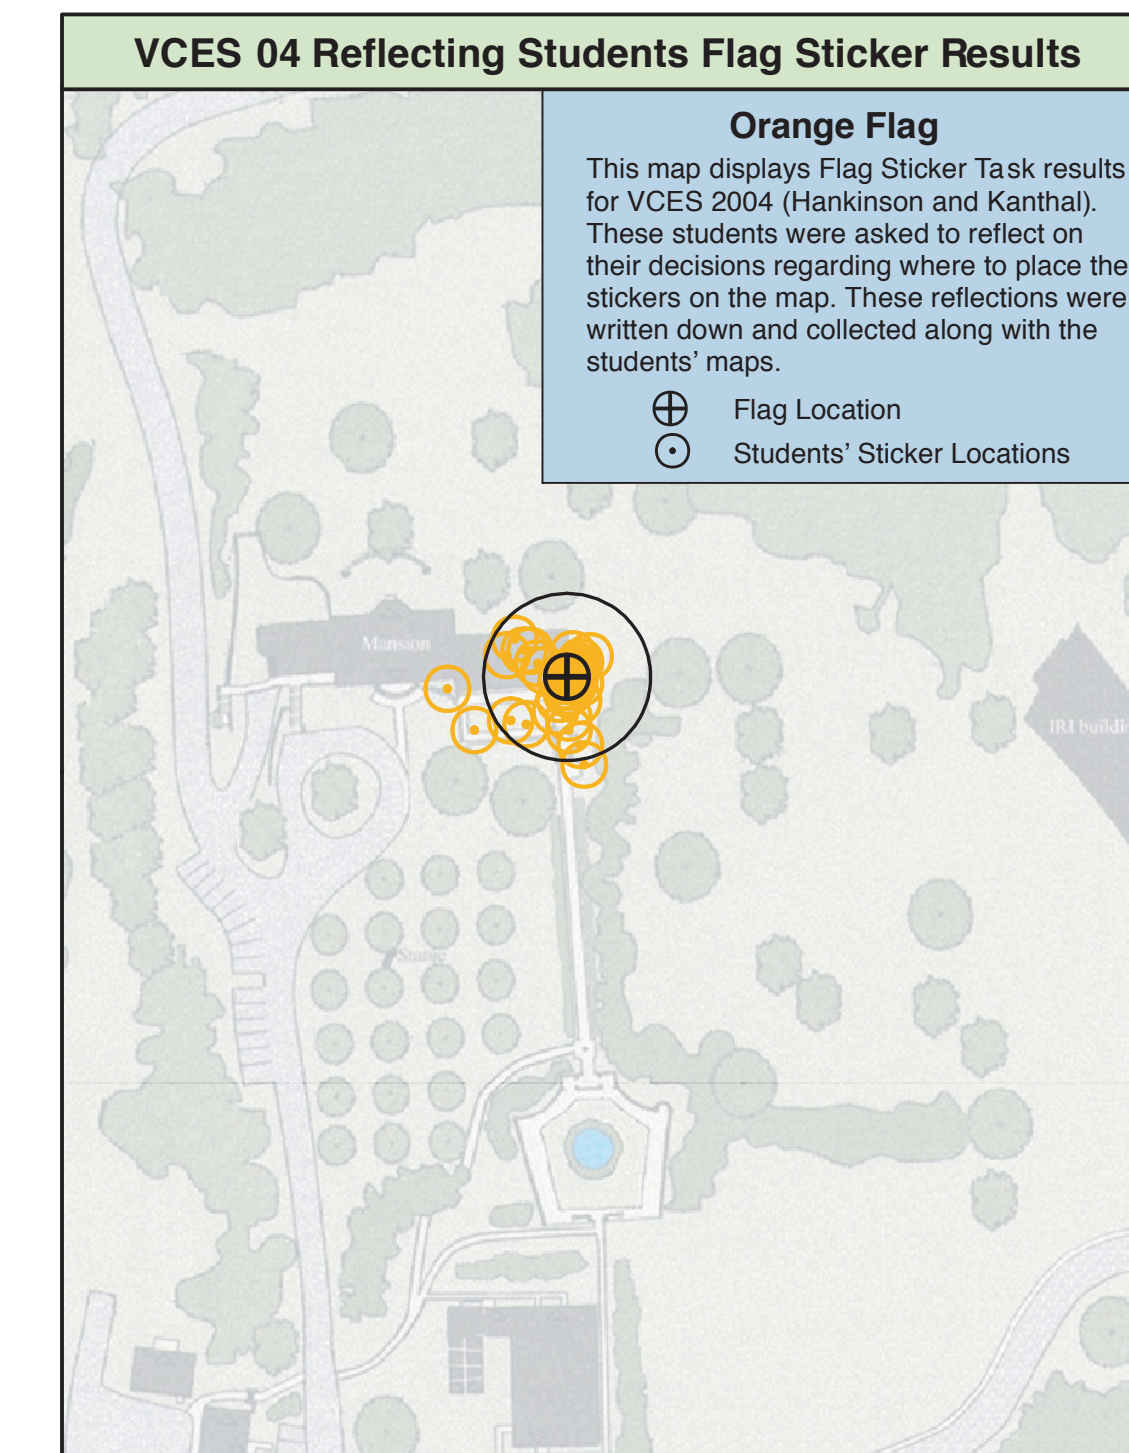 VCES 04 Reflecting Students Flag Sticker Results
Orange Flag
This map displays Flag Sticker Task results
for VCES 2004 (Hankinson and Kanthal).
These students were asked to reflect on
their decisions regarding where to place the
stickers on the map. These reflections were
written down and collected along with the
students’ maps.
Flag Location
Students’ Sticker Locations
Mansion
IRI buildin
Statue